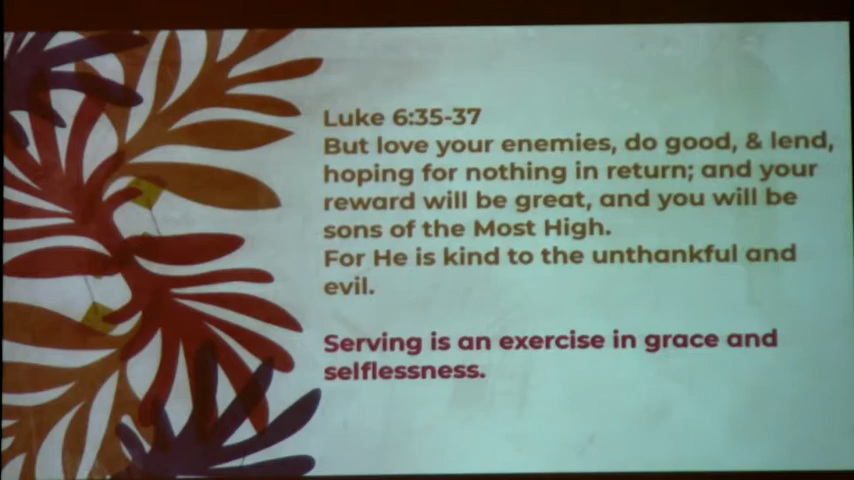 Luke 6:35-37
But love your enemies, do good, & lend,
hoping for nothing in return; and your
reward will be great, and you will be
sons of the Most High.
For He is kind to the unthankful and
evil.
Serving is an exercise in grace and
selflessness.